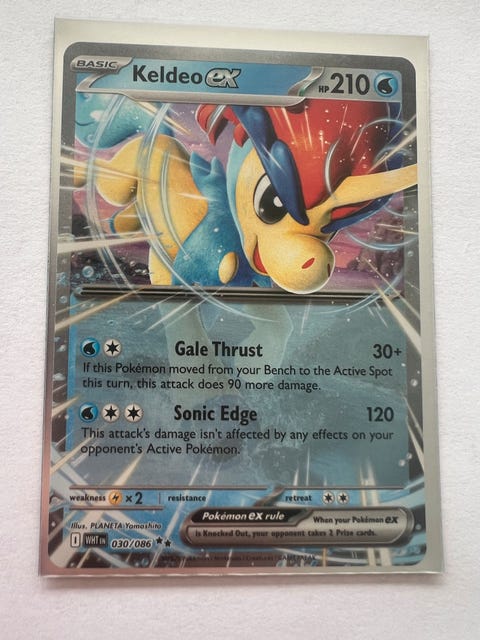 BASIC
Keldeo ex HP 210
Gale Thrust 30+
If this Pokémon moved from your Bench to the Active Spot
this turn, this attack does 90 more damage.
Sonic Edge 120
This attack's damage isn't affected by any effects on your
opponent's Active Pokémon.
weakness ×2 resistance retreat
Illus. PLANETA Yamashita
Pokémon ex rule When your Pokémon ex
is Knocked Out, your opponent takes 2 Prize cards.
I WHT EN 030/086